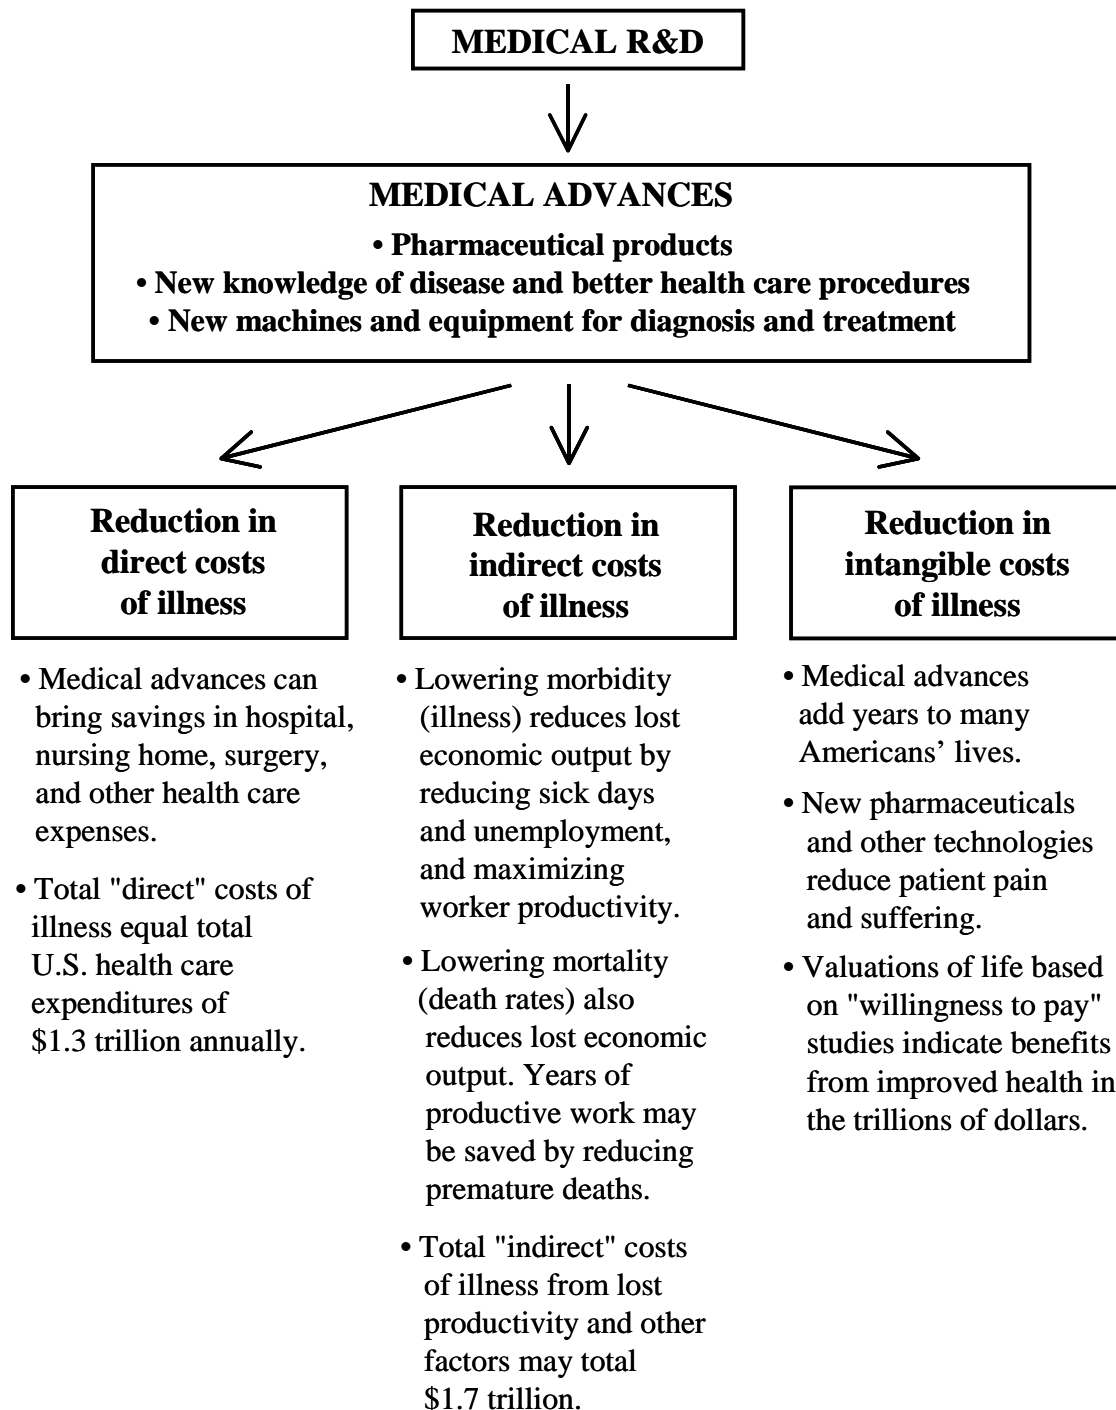 MEDICAL R&D
MEDICAL ADVANCES
• Pharmaceutical products
• New knowledge of disease and better health care procedures
• New machines and equipment for diagnosis and treatment
Reduction in
direct costs
of illness
• Medical advances can
bring savings in hospital,
nursing home, surgery,
and other health care
expenses.
• Total "direct" costs of
illness equal total
U.S. health care
expenditures of
$1.3 trillion annually.
Reduction in
indirect costs
of illness
• Lowering morbidity
(illness) reduces lost
economic output by
reducing sick days
and unemployment,
and maximizing
worker productivity.
• Lowering mortality
(death rates) also
reduces lost economic
output. Years of
productive work may
be saved by reducing
premature deaths.
• Total "indirect" costs
of illness from lost
productivity and other
factors may total
$1.7 trillion.
Reduction in
intangible costs
of illness
• Medical advances
add years to many
Americans’ lives.
• New pharmaceuticals
and other technologies
reduce patient pain
and suffering.
• Valuations of life based
on "willingness to pay"
studies indicate benefits
from improved health in
the trillions of dollars.